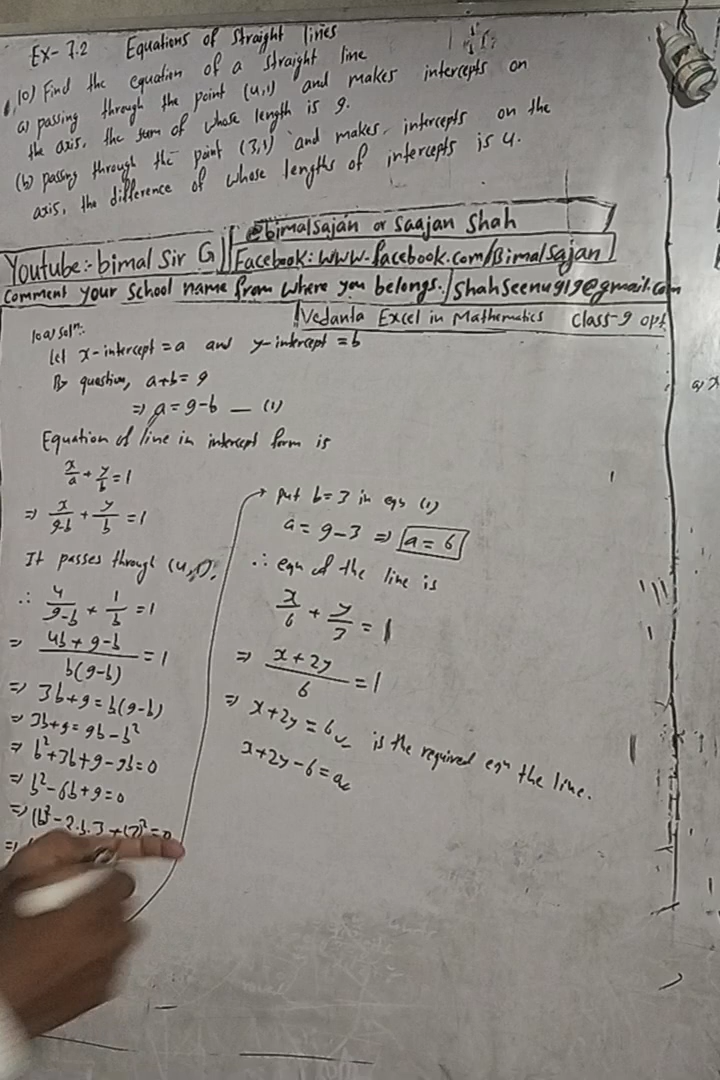 Ex- 7.2 Equations of Straight lines
10) Find the equation of a straight line
a) passing through the point (4,1) and makes intercepts on
the axis, the sum of whose length is 9.
(b) passing through the point (3,1) and makes intercepts on the
axis, the difference of whose lengths of intercepts is 4.
@bimalsajan or Saajan Shah
Youtube:- bimal Sir G
Facebook: www.facebook.com/Bimalsajan
Comment your School name from where you belongs. / Shahseenu919@gmail.com
Vedanta Excel in Mathematics Class-9 opt
10a) Solⁿ:
let x-intercept = a and y-intercept = b
By question, a+b = 9
⇒ a = 9-b — (1)
Equation of line in intercept form is
x/a + y/b = 1
⇒ x/9-b + y/b = 1
It passes through (4,1),
∴ 4/9-b + 1/b = 1
⇒ 4b + 9-b / b(9-b) = 1
⇒ 3b+9 = b(9-b)
⇒ 3b+9 = 9b - b²
⇒ b²+3b+9-9b=0
⇒ b²-6b+9=0
⇒ (b)²-2.b.3+(3)²=0
put b=3 in eqn (1)
a = 9-3 ⇒ a = 6
∴ eqn of the line is
x/6 + y/3 = 1
⇒ x+2y / 6 = 1
⇒ x+2y = 6 is the required eqn the line.
x+2y-6=
a) x